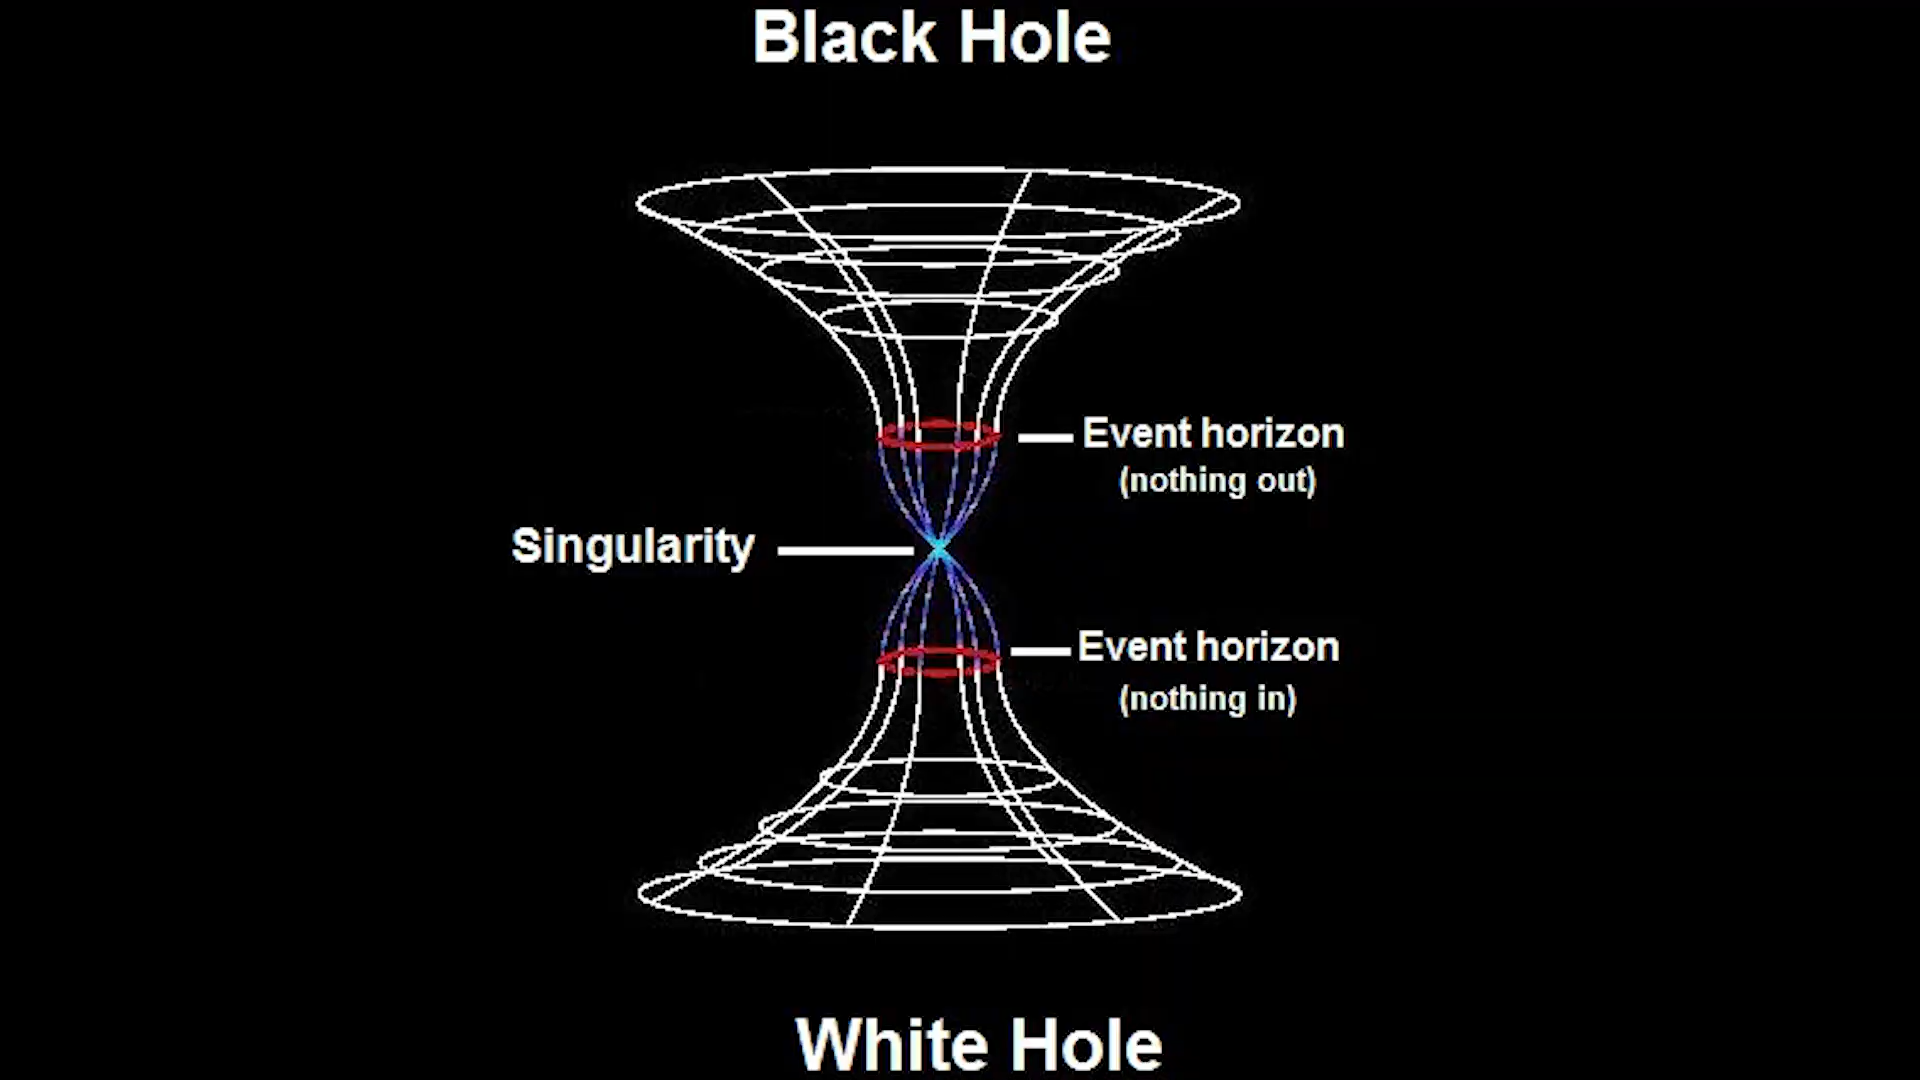 Black Hole
Event horizon
(nothing out)
Singularity
Event horizon
(nothing in)
White Hole